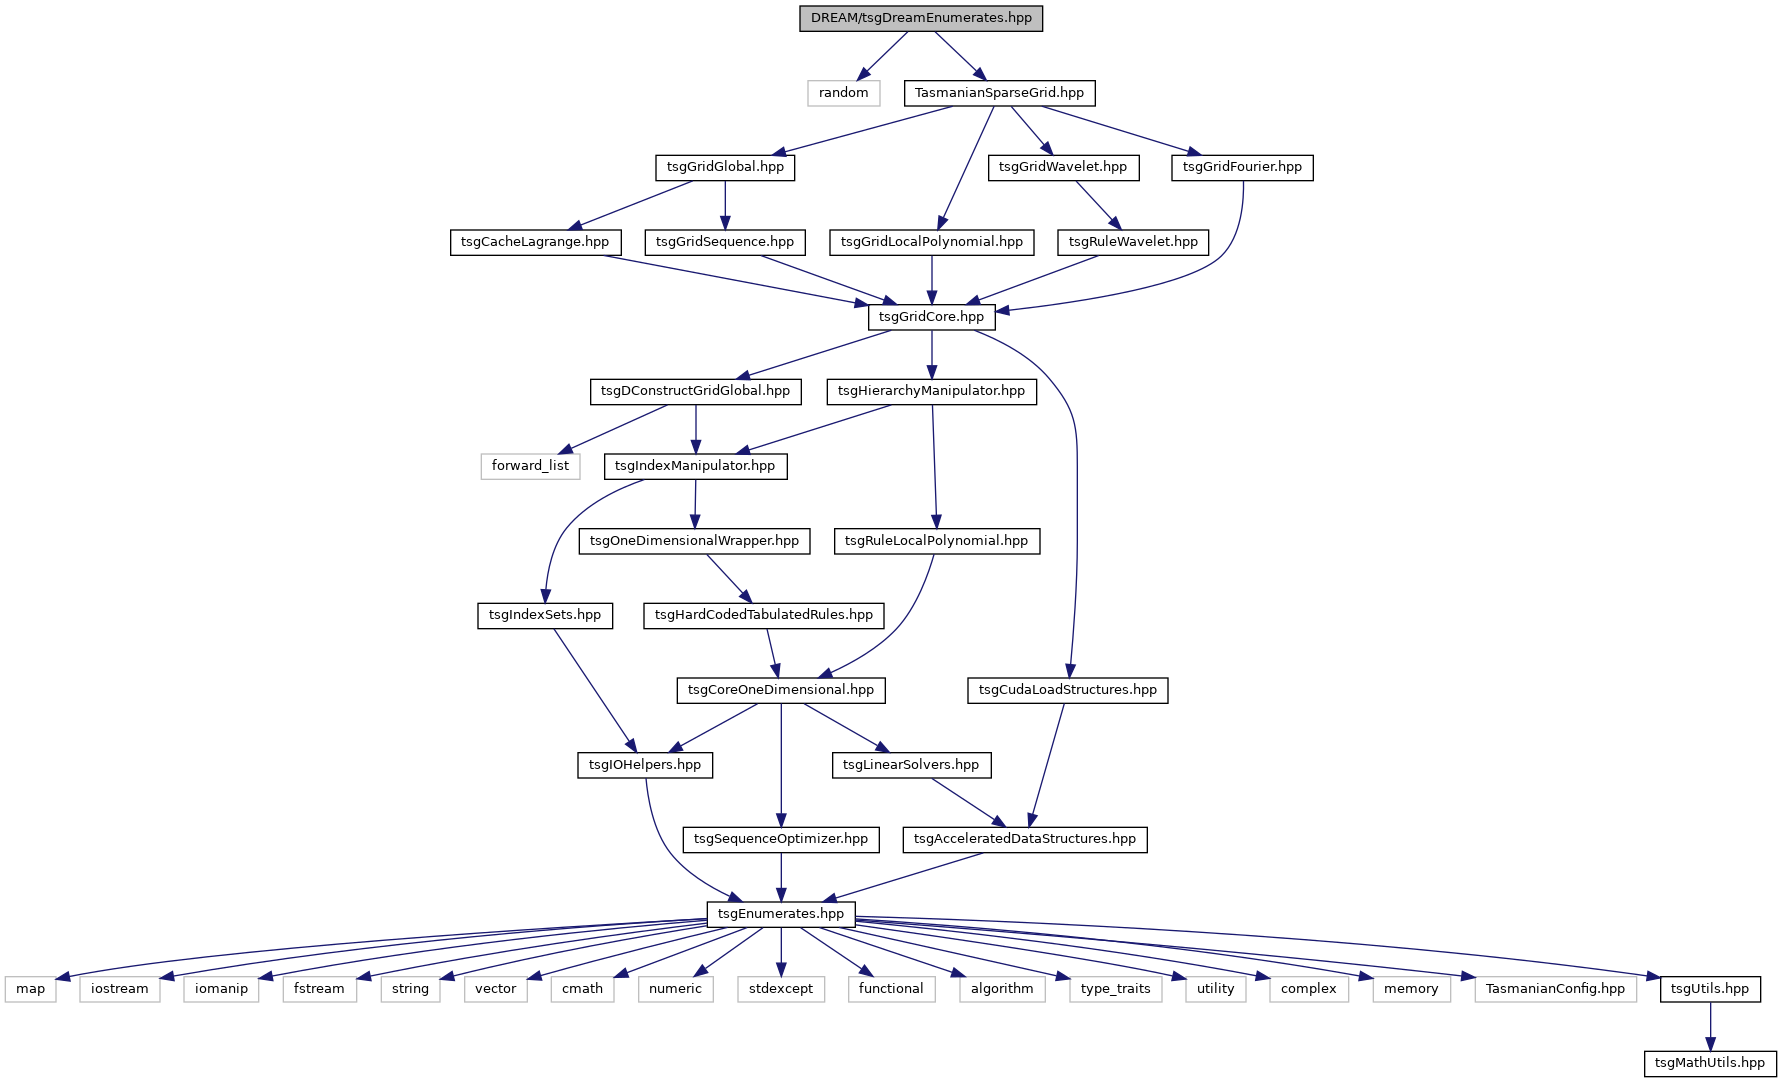 DREAM/tsgDreamEnumerates.hpp
random
TasmanianSparseGrid.hpp
tsgGridGlobal.hpp
tsgGridWavelet.hpp
tsgGridFourier.hpp
tsgCacheLagrange.hpp
tsgGridSequence.hpp
tsgGridLocalPolynomial.hpp
tsgRuleWavelet.hpp
tsgGridCore.hpp
tsgDConstructGridGlobal.hpp
tsgHierarchyManipulator.hpp
forward_list
tsgIndexManipulator.hpp
tsgOneDimensionalWrapper.hpp
tsgRuleLocalPolynomial.hpp
tsgIndexSets.hpp
tsgHardCodedTabulatedRules.hpp
tsgCoreOneDimensional.hpp
tsgCudaLoadStructures.hpp
tsgIOHelpers.hpp
tsgLinearSolvers.hpp
tsgSequenceOptimizer.hpp
tsgAcceleratedDataStructures.hpp
tsgEnumerates.hpp
map
iostream
iomanip
fstream
string
vector
cmath
numeric
stdexcept
functional
algorithm
type_traits
utility
complex
memory
TasmanianConfig.hpp
tsgUtils.hpp
tsgMathUtils.hpp